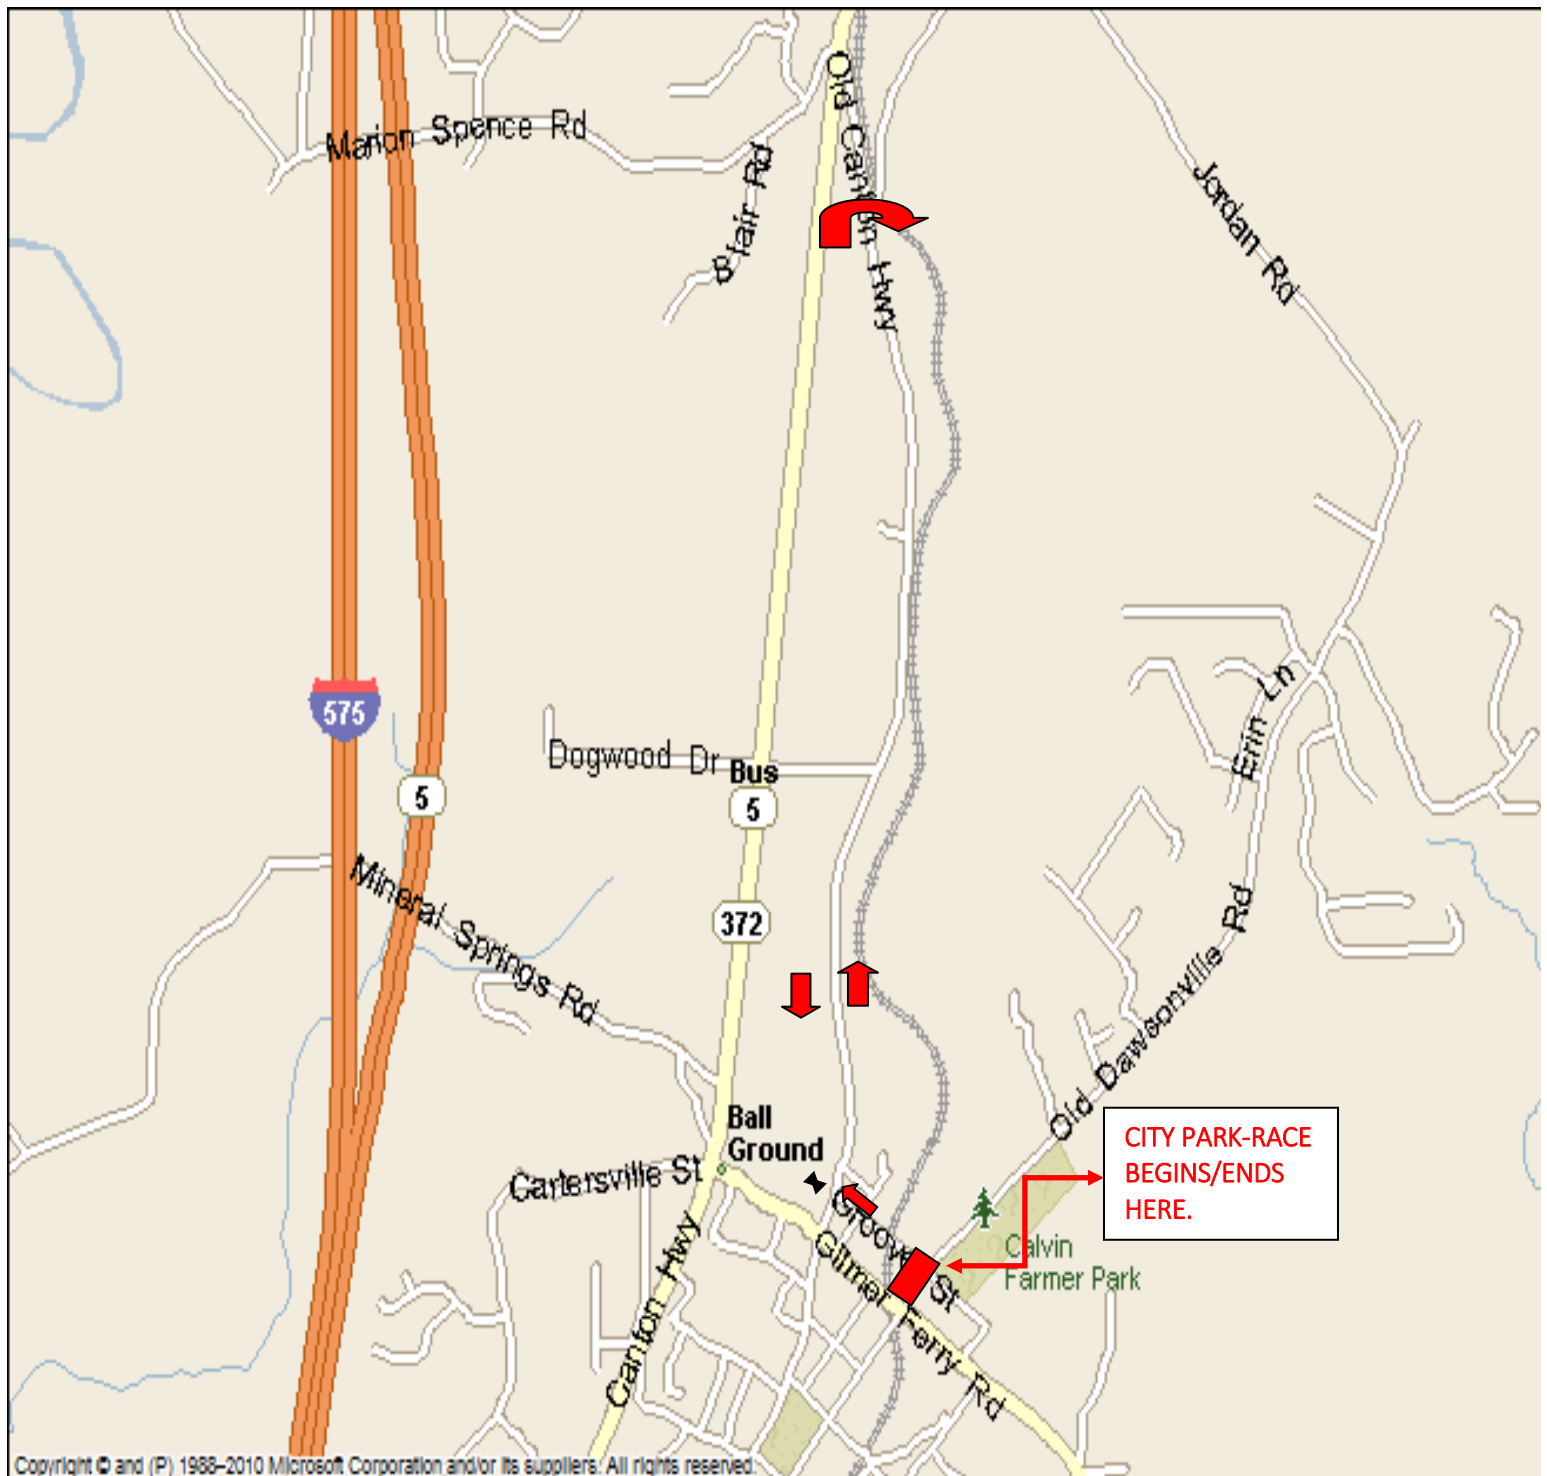 Old Canton Hwy
Marion Spence Rd
Blair Rd
Jordan Rd
Erin Ln
575
Dogwood Dr
Bus
5
5
Mineral Springs Rd
372
Old Dawsonville Rd
Ball
Ground
CITY PARK-RACE
BEGINS/ENDS
HERE.
Cartersville St
Groover St
Gilmer Ferry Rd
Calvin
Farmer Park
Canton Hwy
Copyright © and (P) 1988–2010 Microsoft Corporation and/or its suppliers. All rights reserved.